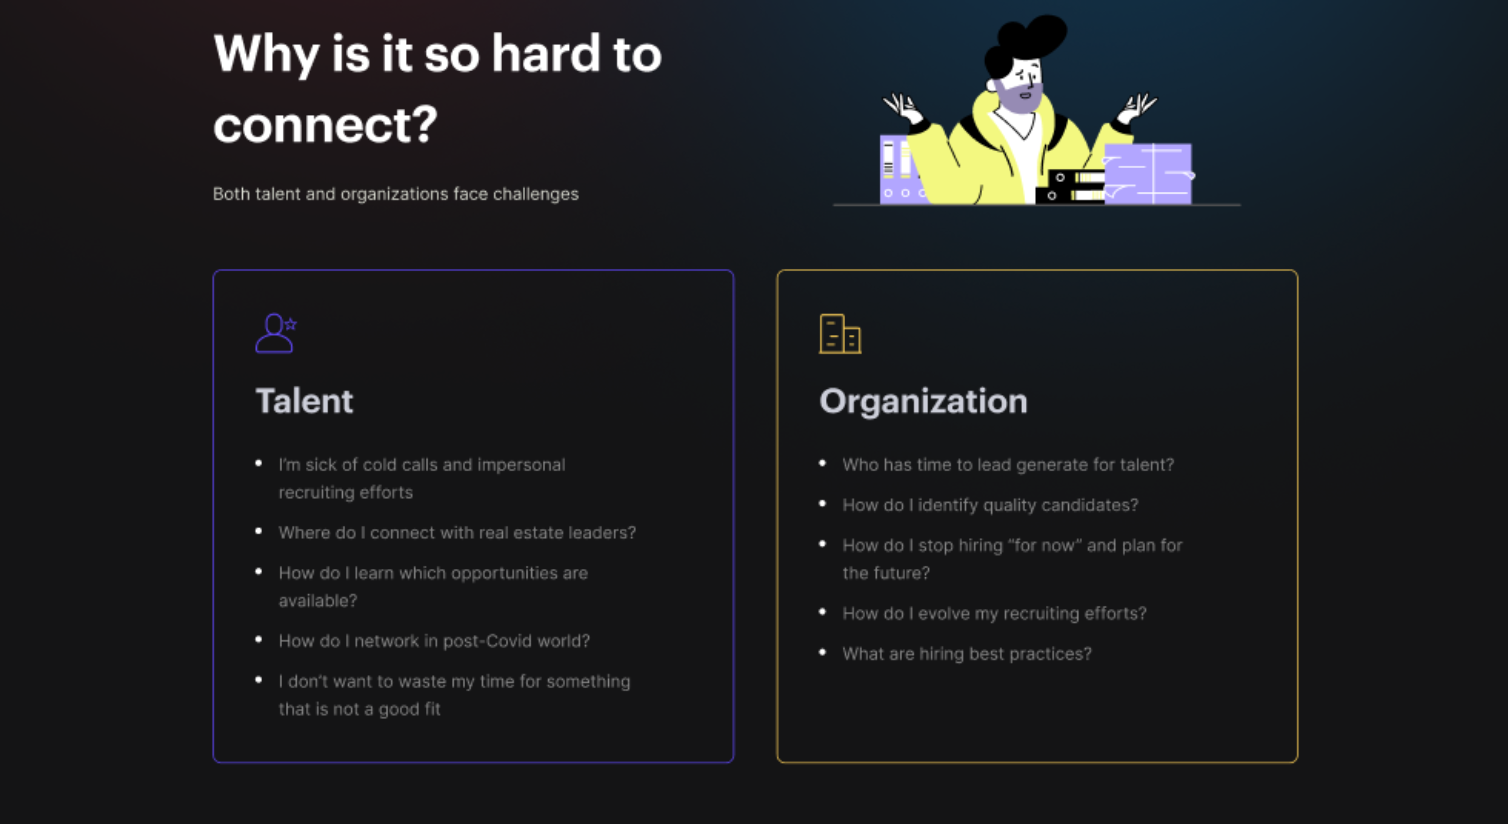 Why is it so hard to
connect?
Both talent and organizations face challenges
Talent
I'm sick of cold calls and impersonal
recruiting efforts
Where do I connect with real estate leaders?
How do I learn which opportunities are
available?
How do I network in post-Covid world?
I don't want to waste my time for something
that is not a good fit
Organization
Who has time to lead generate for talent?
How do I identify quality candidates?
How do I stop hiring “for now” and plan for
the future?
How do I evolve my recruiting efforts?
What are hiring best practices?